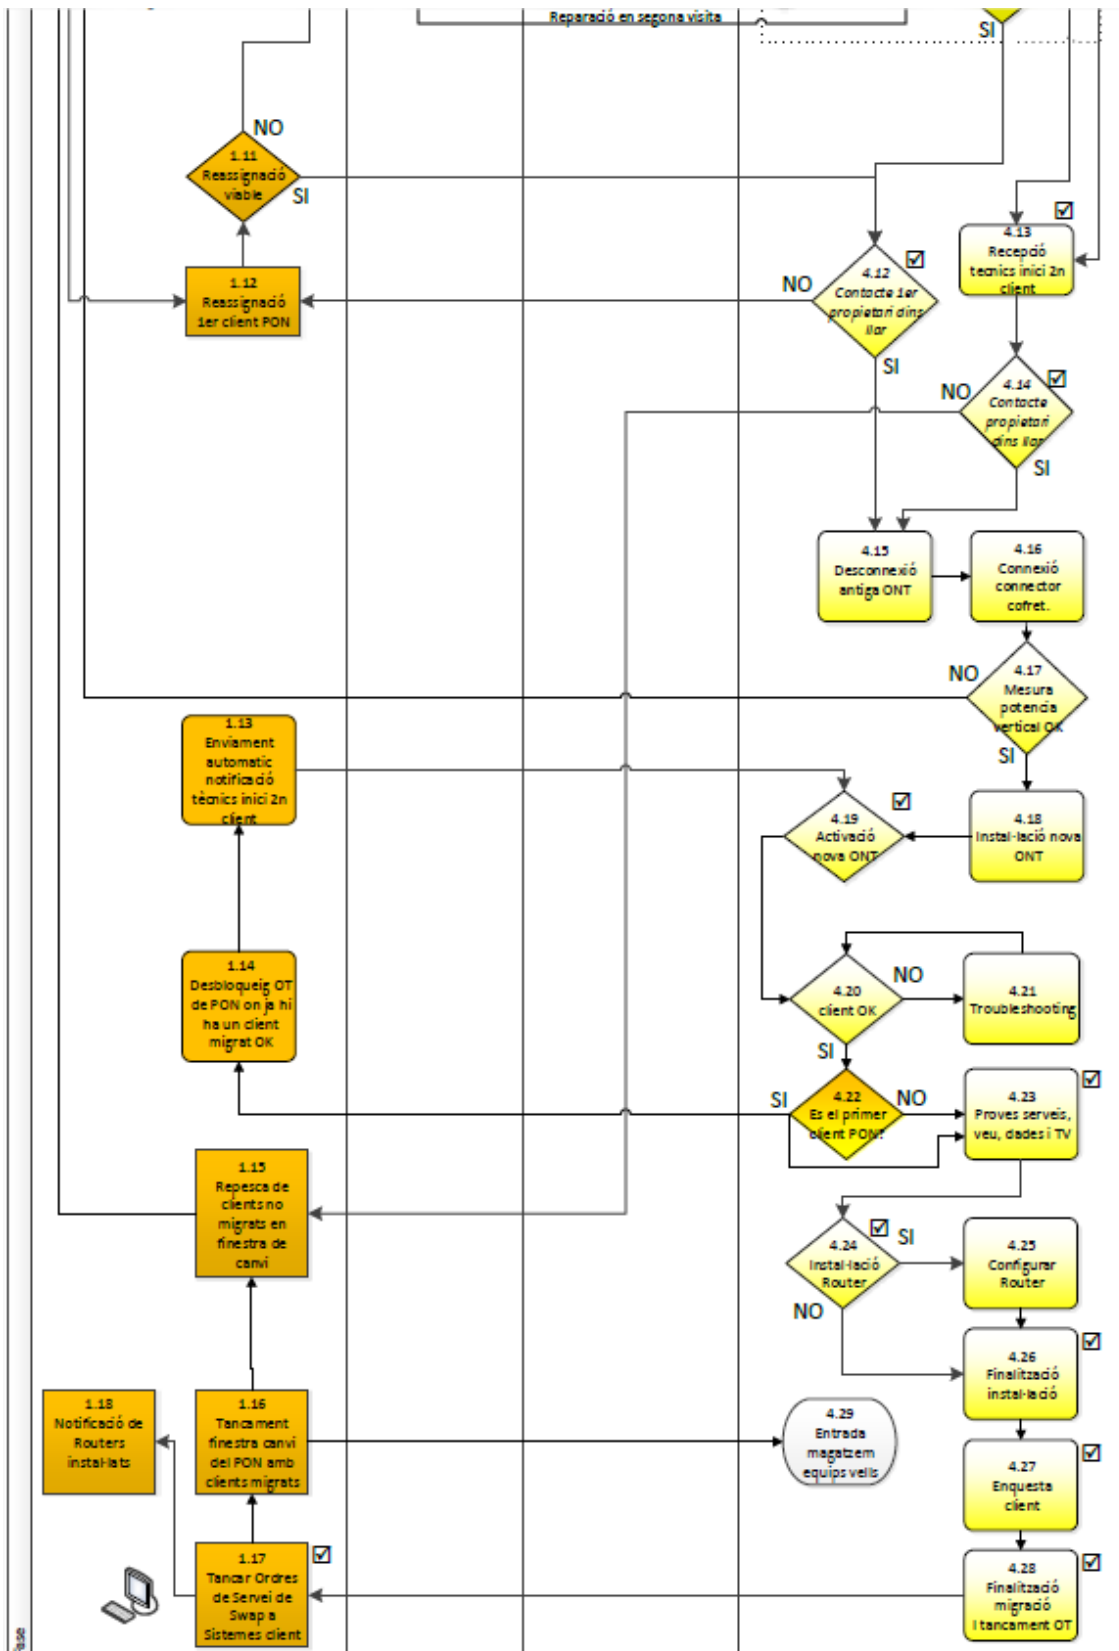 Reparació en segona visita
SI
NO
1.11
Reassignació
viable
SI
4.13
Recepció
tecnics inici 2n
client
1.12
Reassignació
1er client PON
NO
4.12
Contacte 1er
propietari dins
llar
SI
NO
4.14
Contacte
propietari
dins llar
SI
4.15
Desconnexió
antiga ONT
4.16
Connexió
connector
cofret.
NO
4.17
Mesura
potencia
vertical OK
SI
1.13
Enviament
automatic
notificació
tècnics inici 2n
client
4.19
Activació
nova ONT
4.18
Instal·lació nova
ONT
1.14
Desbloqueig OT
de PON on ja hi
ha un client
migrat OK
4.20
client OK
NO
4.21
Troubleshooting
SI
SI
4.22
Es el primer
client PON?
NO
4.23
Proves serveis,
veu, dades i TV
1.15
Repesca de
clients no
migrats en
finestra de
canvi
4.24
Instal·lació
Router
SI
NO
4.25
Configurar
Router
4.26
Finalització
instal·lació
1.18
Notificació de
Routers
instal·lats
1.16
Tancament
finestra canvi
del PON amb
clients migrats
4.29
Entrada
magatzem
equips vells
4.27
Enquesta
client
1.17
Tancar Ordres
de Servei de
Swap a
Sistemes client
4.28
Finalització
migració
I tancament OT